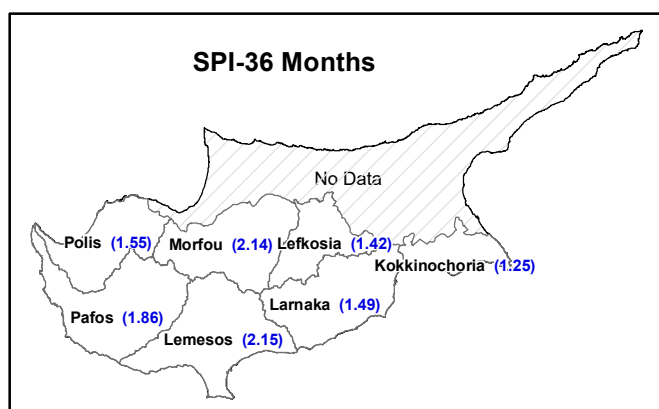 SPI-36 Months
No Data
Polis (1.55)
Morfou (2.14)
Lefkosia (1.42)
Kokkinochoria (1.25)
Pafos (1.86)
Larnaka (1.49)
Lemesos (2.15)